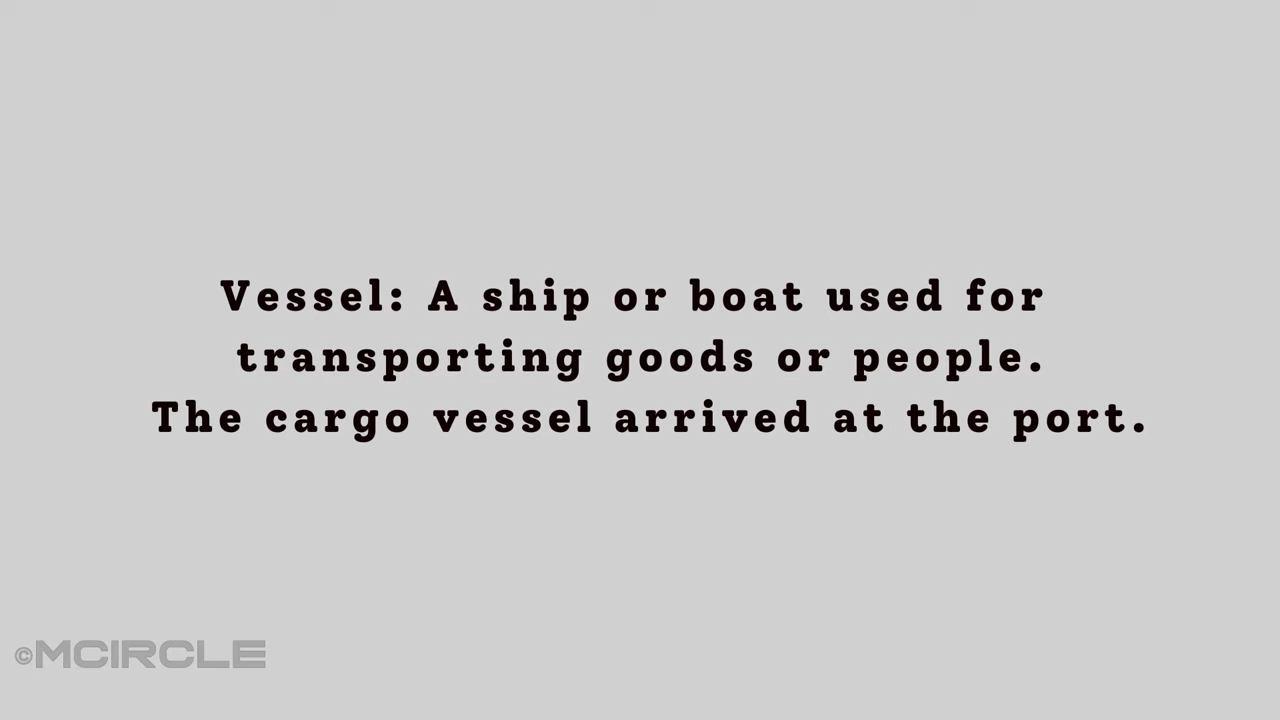 Vessel: A ship or boat used for
transporting goods or people.
The cargo vessel arrived at the port.
©MCIRCLE